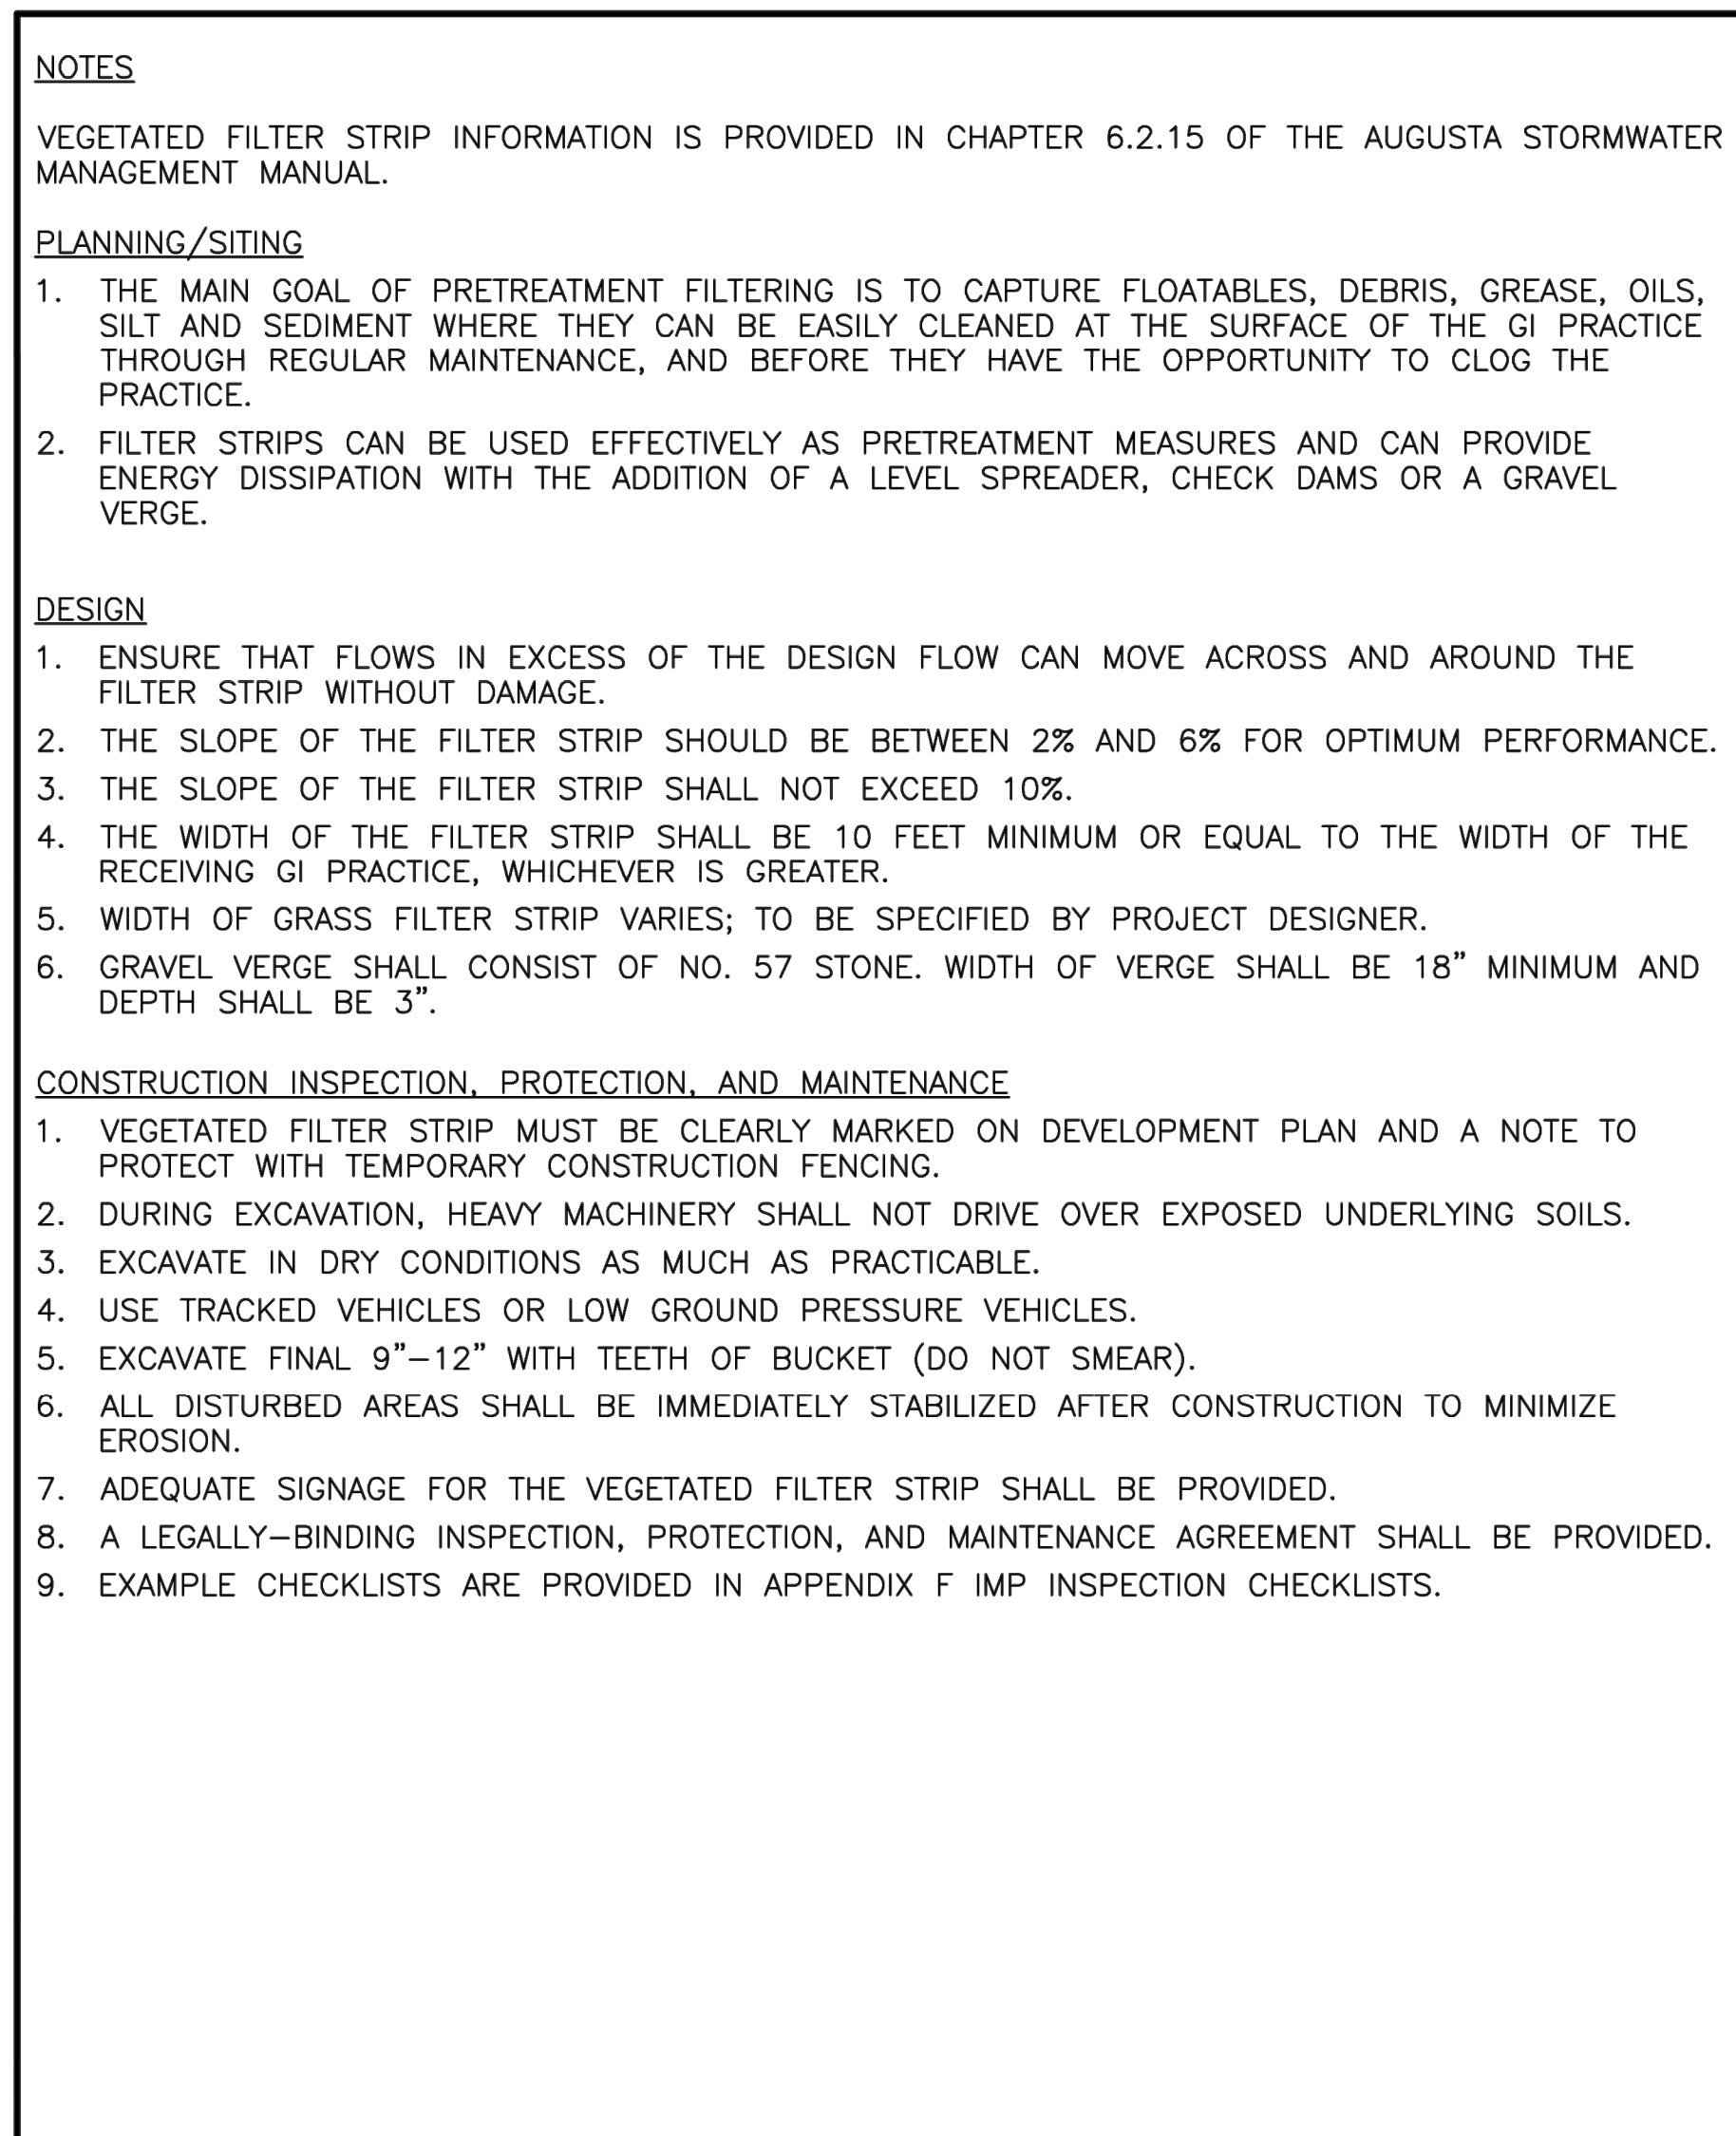 NOTES
VEGETATED FILTER STRIP INFORMATION IS PROVIDED IN CHAPTER 6.2.15 OF THE AUGUSTA STORMWATER
MANAGEMENT MANUAL.
PLANNING/SITING
1. THE MAIN GOAL OF PRETREATMENT FILTERING IS TO CAPTURE FLOATABLES, DEBRIS, GREASE, OILS,
SILT AND SEDIMENT WHERE THEY CAN BE EASILY CLEANED AT THE SURFACE OF THE GI PRACTICE
THROUGH REGULAR MAINTENANCE, AND BEFORE THEY HAVE THE OPPORTUNITY TO CLOG THE
PRACTICE.
2. FILTER STRIPS CAN BE USED EFFECTIVELY AS PRETREATMENT MEASURES AND CAN PROVIDE
ENERGY DISSIPATION WITH THE ADDITION OF A LEVEL SPREADER, CHECK DAMS OR A GRAVEL
VERGE.
DESIGN
1. ENSURE THAT FLOWS IN EXCESS OF THE DESIGN FLOW CAN MOVE ACROSS AND AROUND THE
FILTER STRIP WITHOUT DAMAGE.
2. THE SLOPE OF THE FILTER STRIP SHOULD BE BETWEEN 2% AND 6% FOR OPTIMUM PERFORMANCE.
3. THE SLOPE OF THE FILTER STRIP SHALL NOT EXCEED 10%.
4. THE WIDTH OF THE FILTER STRIP SHALL BE 10 FEET MINIMUM OR EQUAL TO THE WIDTH OF THE
RECEIVING GI PRACTICE, WHICHEVER IS GREATER.
5. WIDTH OF GRASS FILTER STRIP VARIES; TO BE SPECIFIED BY PROJECT DESIGNER.
6. GRAVEL VERGE SHALL CONSIST OF NO. 57 STONE. WIDTH OF VERGE SHALL BE 18" MINIMUM AND
DEPTH SHALL BE 3".
CONSTRUCTION INSPECTION, PROTECTION, AND MAINTENANCE
1. VEGETATED FILTER STRIP MUST BE CLEARLY MARKED ON DEVELOPMENT PLAN AND A NOTE TO
PROTECT WITH TEMPORARY CONSTRUCTION FENCING.
2. DURING EXCAVATION, HEAVY MACHINERY SHALL NOT DRIVE OVER EXPOSED UNDERLYING SOILS.
3. EXCAVATE IN DRY CONDITIONS AS MUCH AS PRACTICABLE.
4. USE TRACKED VEHICLES OR LOW GROUND PRESSURE VEHICLES.
5. EXCAVATE FINAL 9"-12" WITH TEETH OF BUCKET (DO NOT SMEAR).
6. ALL DISTURBED AREAS SHALL BE IMMEDIATELY STABILIZED AFTER CONSTRUCTION TO MINIMIZE
EROSION.
7. ADEQUATE SIGNAGE FOR THE VEGETATED FILTER STRIP SHALL BE PROVIDED.
8. A LEGALLY-BINDING INSPECTION, PROTECTION, AND MAINTENANCE AGREEMENT SHALL BE PROVIDED.
9. EXAMPLE CHECKLISTS ARE PROVIDED IN APPENDIX F IMP INSPECTION CHECKLISTS.